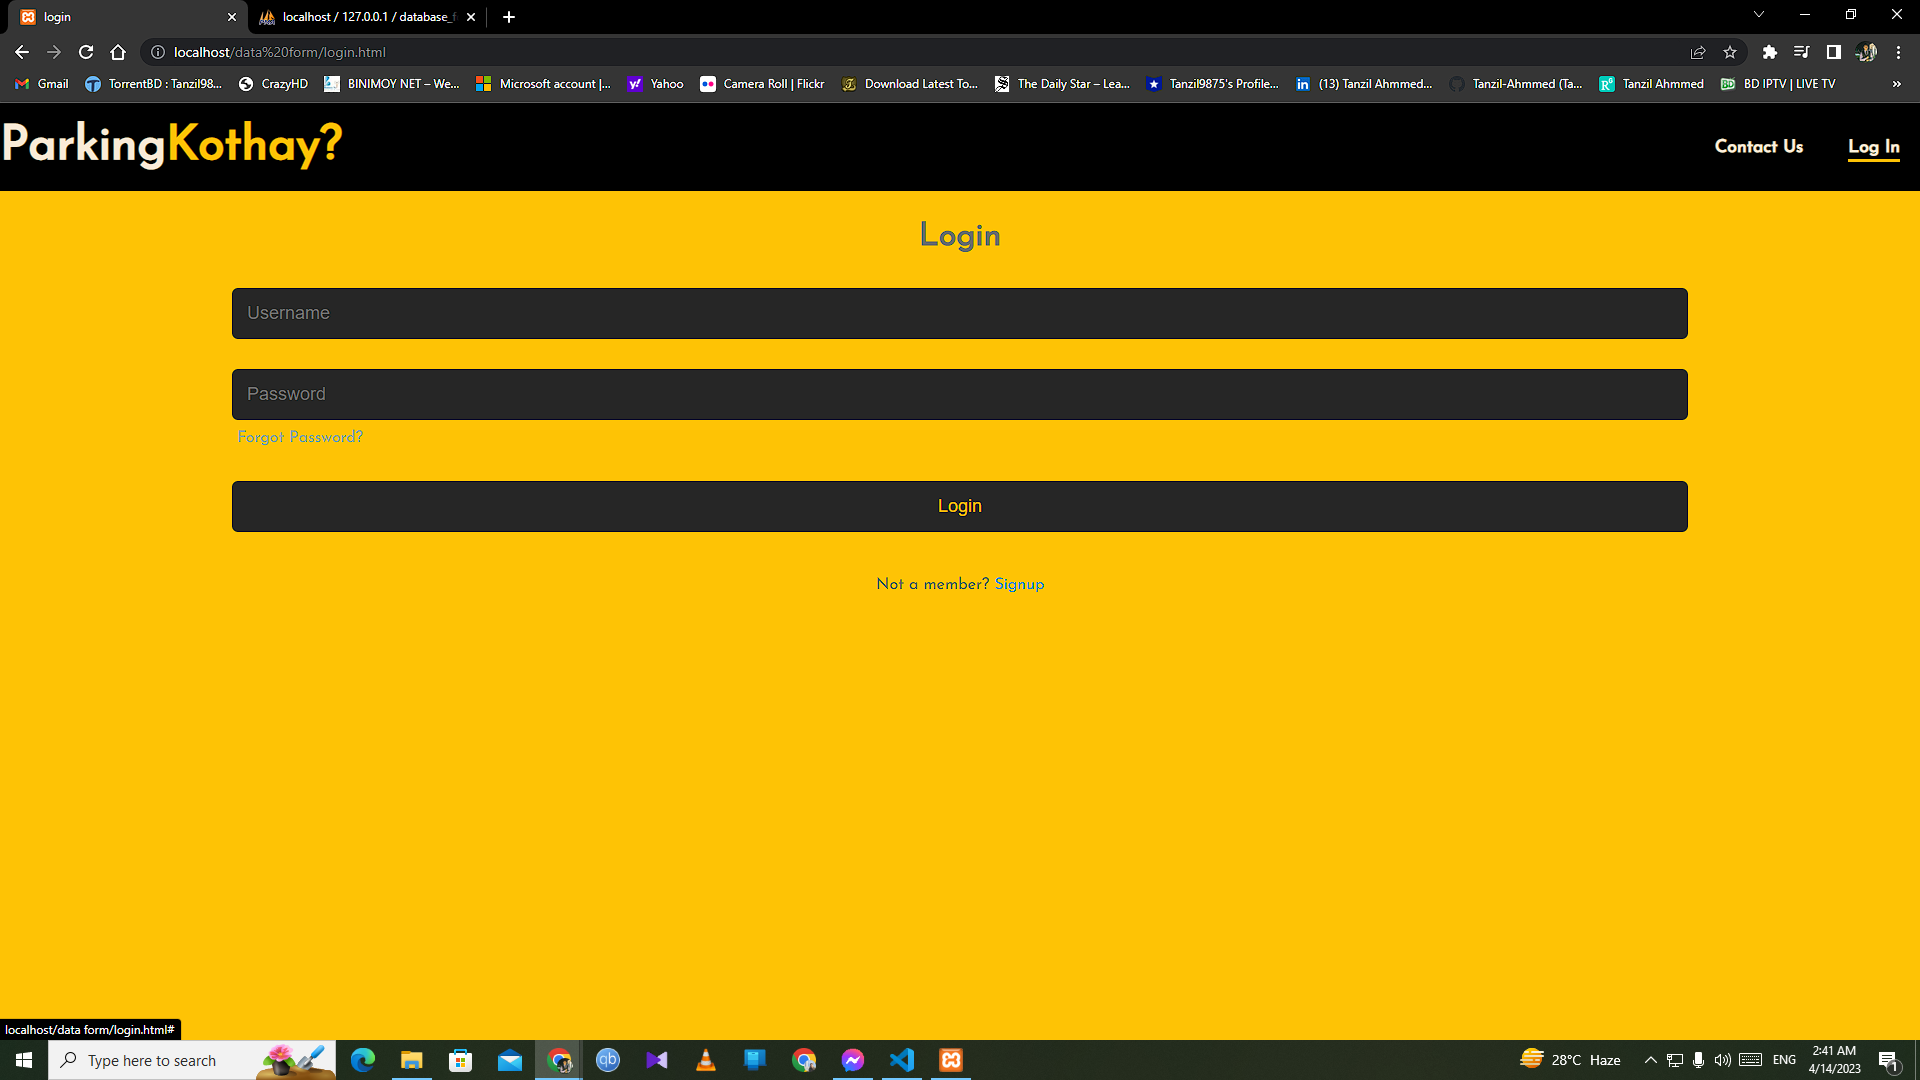 login
localhost / 127.0.0.1 / database_f
localhost/data%20form/login.html
Gmail
TorrentBD : Tanzil98...
CrazyHD
BINIMOY NET – We...
Microsoft account |...
Yahoo
Camera Roll | Flickr
Download Latest To...
The Daily Star – Lea...
Tanzil9875's Profile...
(13) Tanzil Ahmmed...
Tanzil-Ahmmed (Ta...
Tanzil Ahmmed
BD IPTV | LIVE TV
»
ParkingKothay?
Contact Us
Log In
Login
Username
Password
Forgot Password?
Login
Not a member? Signup
localhost/data form/login.html#
Type here to search
28°C Haze
ENG
2:41 AM
4/14/2023
1